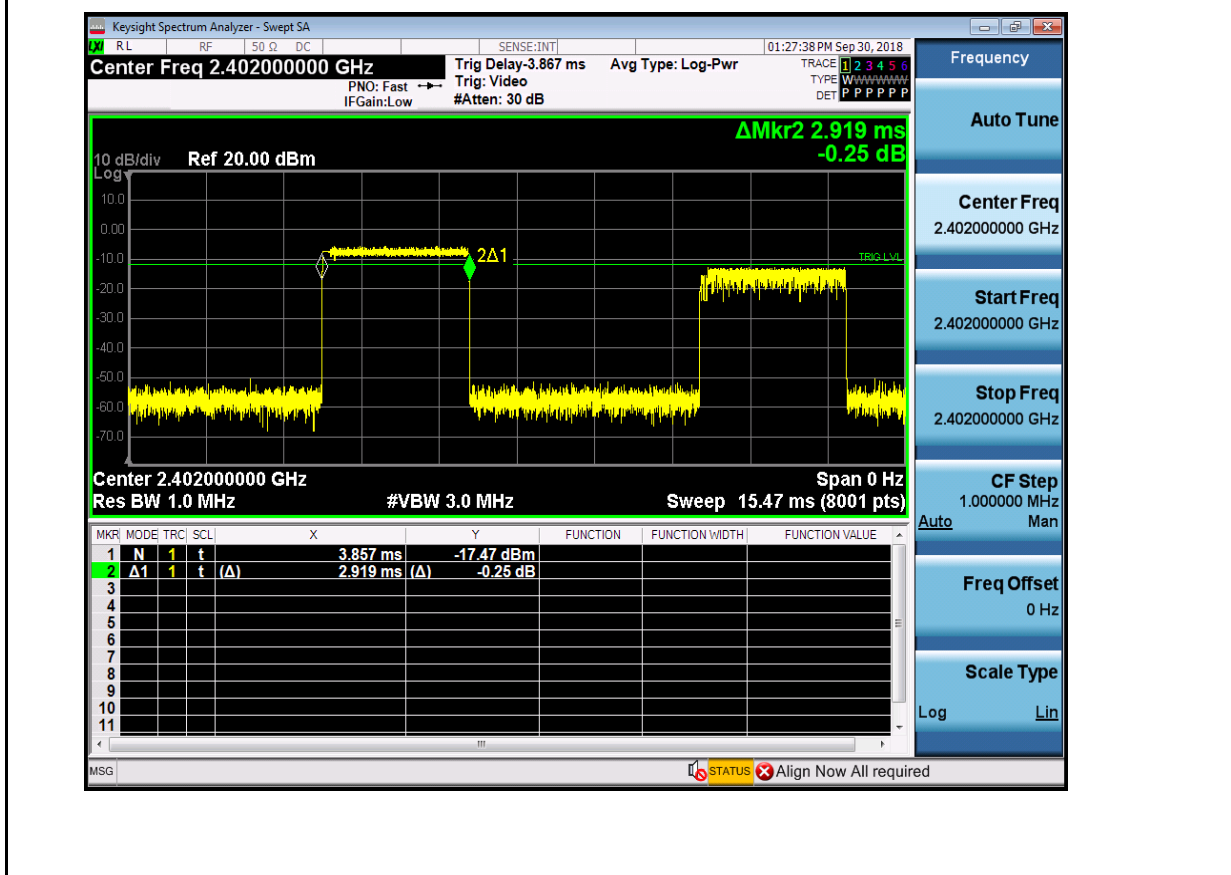 Keysight Spectrum Analyzer - Swept SA
LXI RL RF 50 Ω DC SENSE:INT 01:27:38 PM Sep 30, 2018
Center Freq 2.402000000 GHz
PNO: Fast
IFGain:Low
Trig Delay-3.867 ms
Trig: Video
#Atten: 30 dB
Avg Type: Log-Pwr
TRACE 1 2 3 4 5 6
TYPE WWWWWW
DET P P P P P P
ΔMkr2 2.919 ms
-0.25 dB
10 dB/div Ref 20.00 dBm
Log
10.0
0.00
-10.0
-20.0
-30.0
-40.0
-50.0
-60.0
-70.0
2Δ1
TRIG LVL
Center 2.402000000 GHz Span 0 Hz
Res BW 1.0 MHz #VBW 3.0 MHz Sweep 15.47 ms (8001 pts)
MKR MODE TRC SCL X Y FUNCTION FUNCTION WIDTH FUNCTION VALUE
1 N 1 t 3.857 ms -17.47 dBm
2 Δ1 1 t (Δ) 2.919 ms (Δ) -0.25 dB
3
4
5
6
7
8
9
10
11
MSG STATUS Align Now All required
Frequency
Auto Tune
Center Freq
2.402000000 GHz
Start Freq
2.402000000 GHz
Stop Freq
2.402000000 GHz
CF Step
1.000000 MHz
Auto Man
Freq Offset
0 Hz
Scale Type
Log Lin